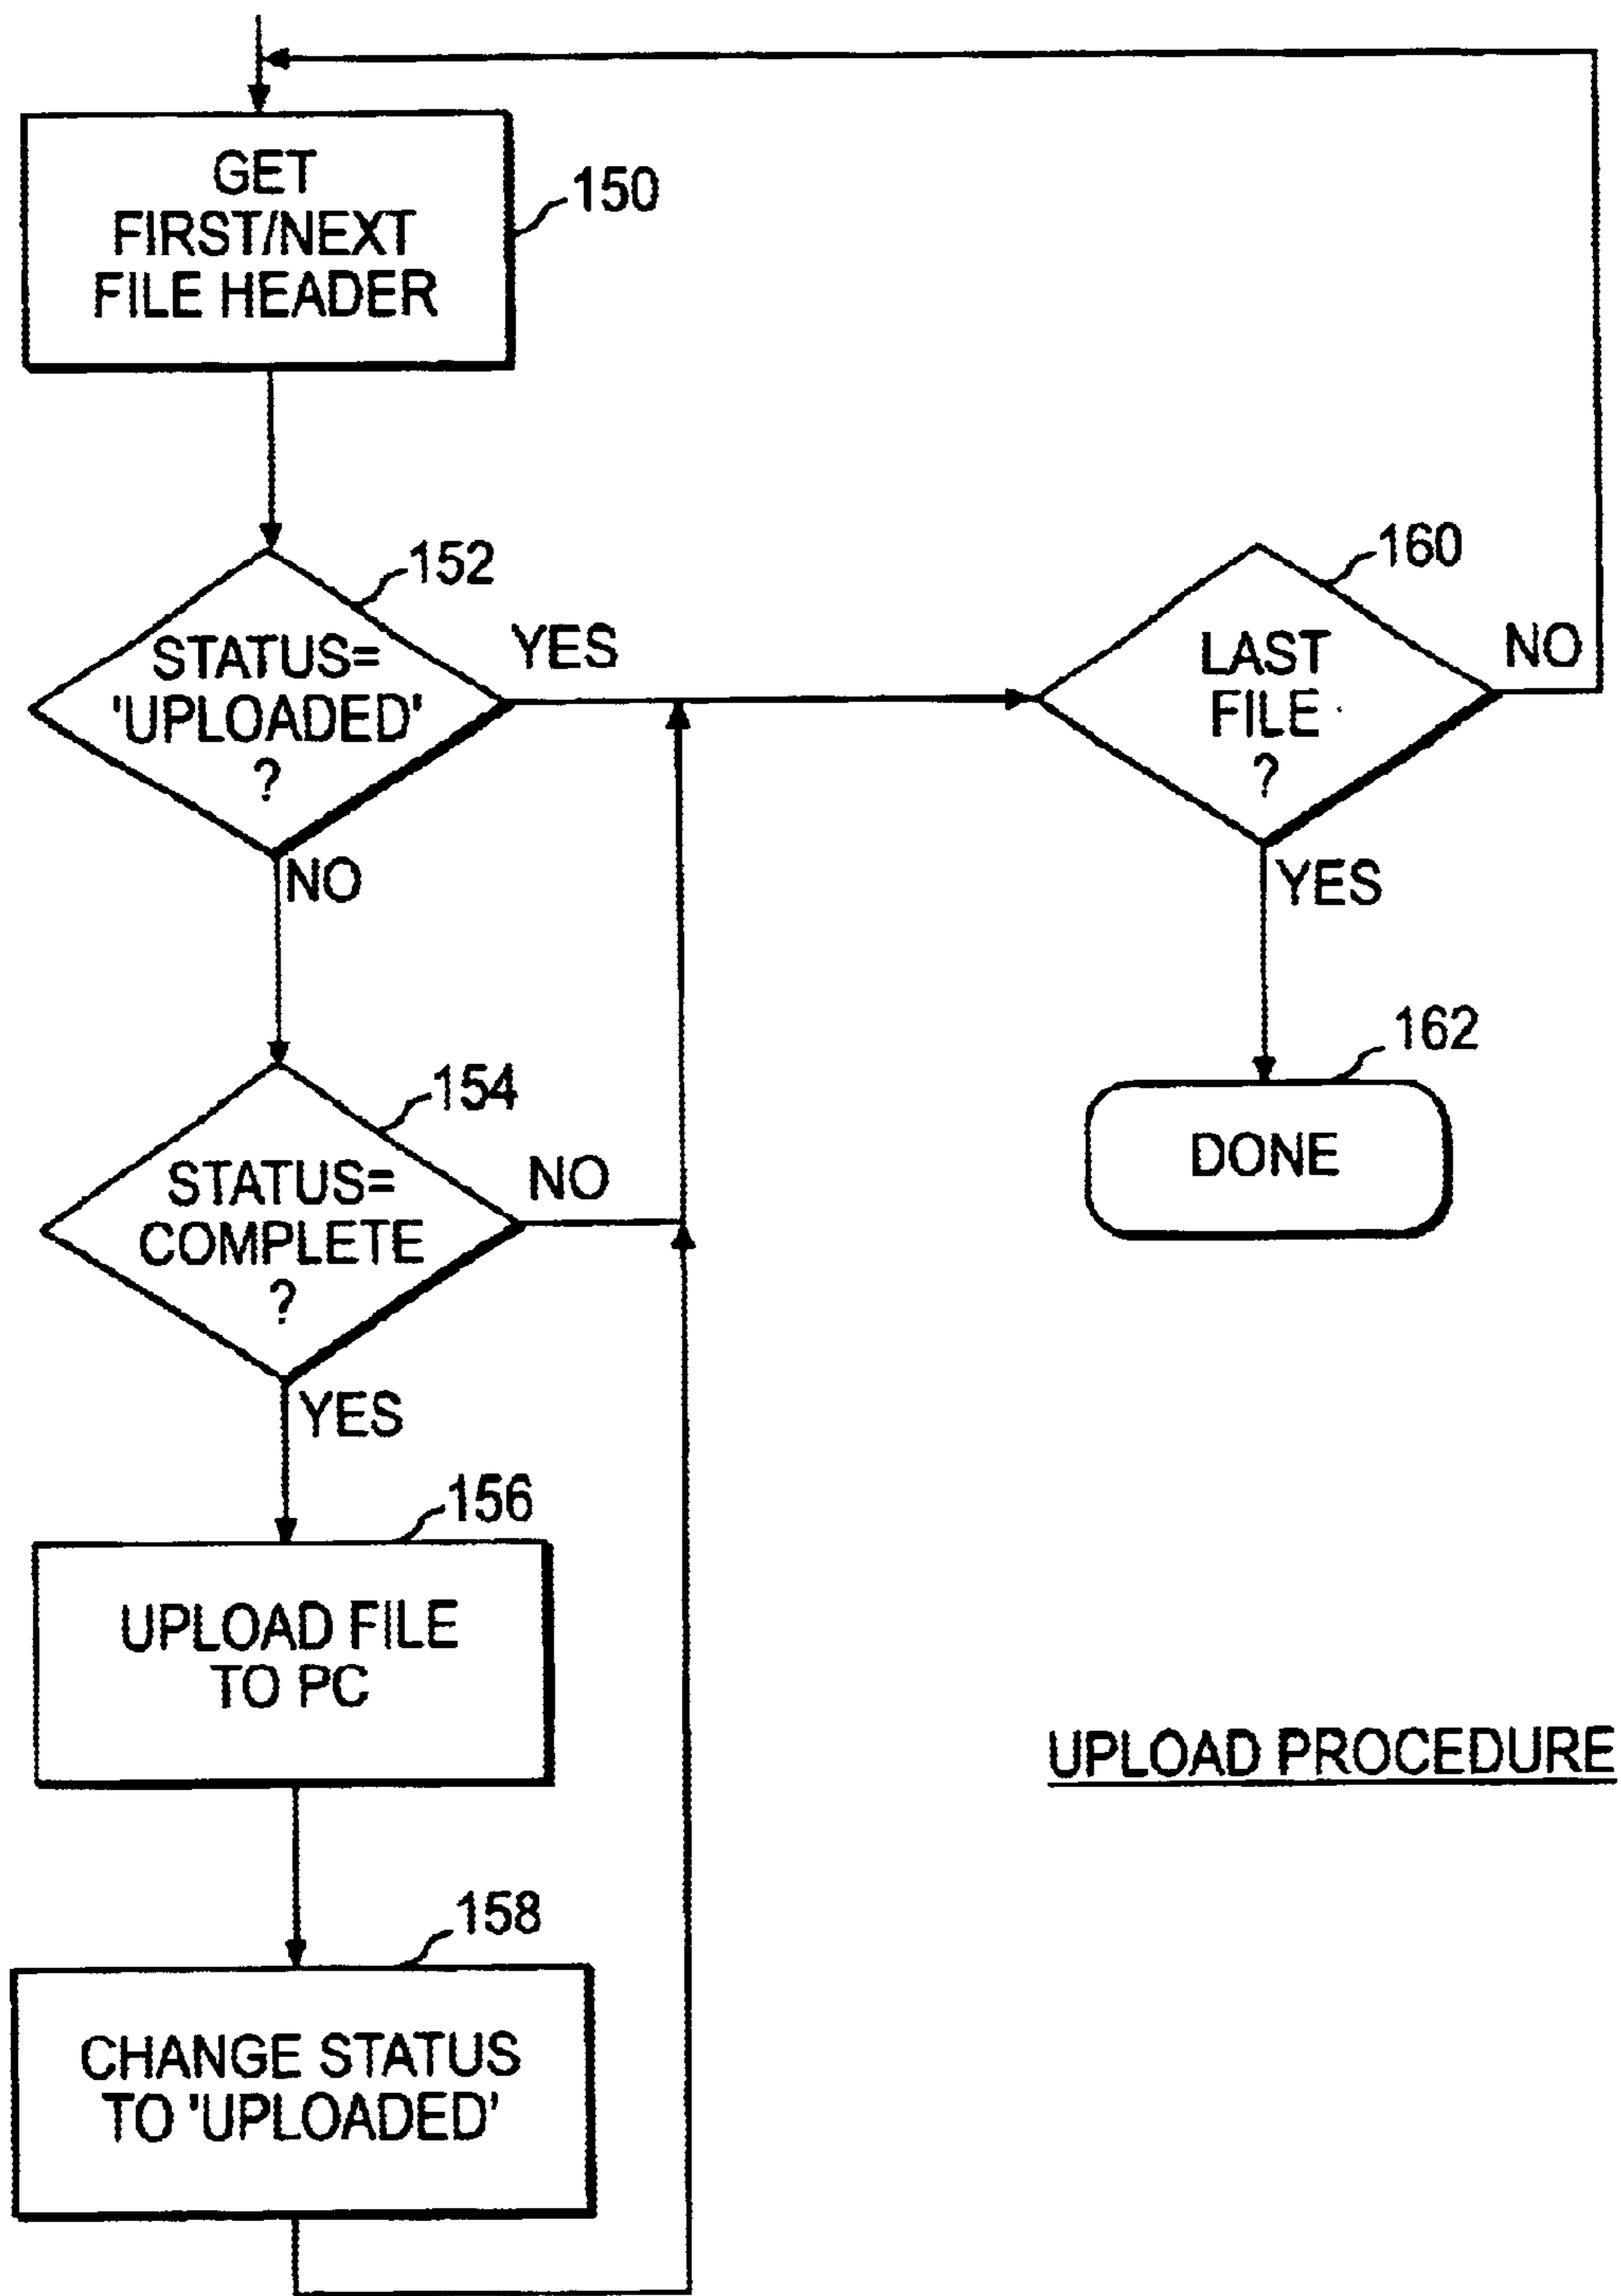 GET
FIRST/NEXT
FILE HEADER
150
152
STATUS=
'UPLOADED'
?
YES
NO
160
LAST
FILE
?
NO
YES
154
STATUS=
COMPLETE
?
NO
YES
162
DONE
156
UPLOAD FILE
TO PC
UPLOAD PROCEDURE
158
CHANGE STATUS
TO 'UPLOADED'